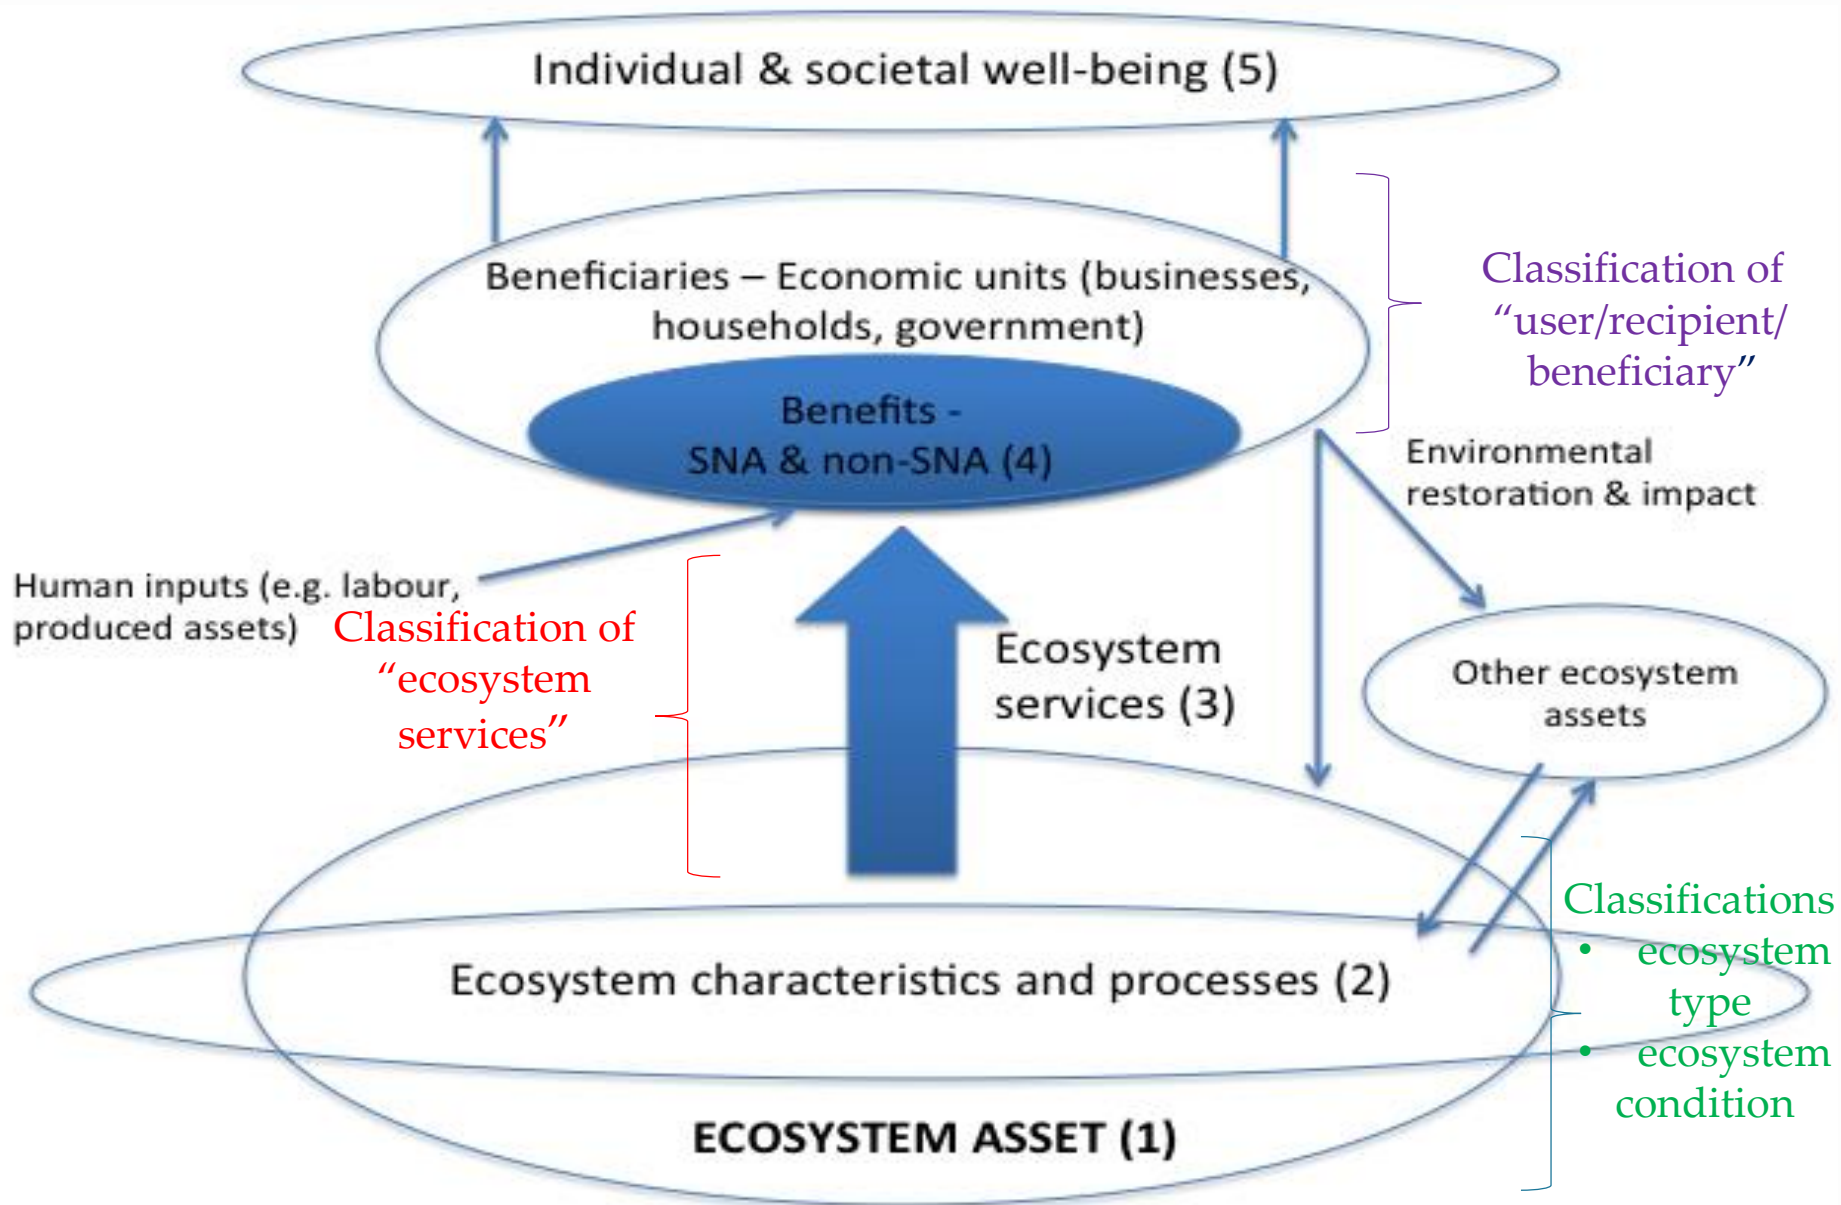 Individual & societal well-being (5)
Beneficiaries – Economic units (businesses,
households, government)
Classification of
“user/recipient/
beneficiary”
Benefits -
SNA & non-SNA (4)
Environmental
restoration & impact
Human inputs (e.g. labour,
produced assets)
Classification of
“ecosystem
services”
Ecosystem
services (3)
Other ecosystem
assets
Classifications
• ecosystem
type
• ecosystem
condition
Ecosystem characteristics and processes (2)
ECOSYSTEM ASSET (1)